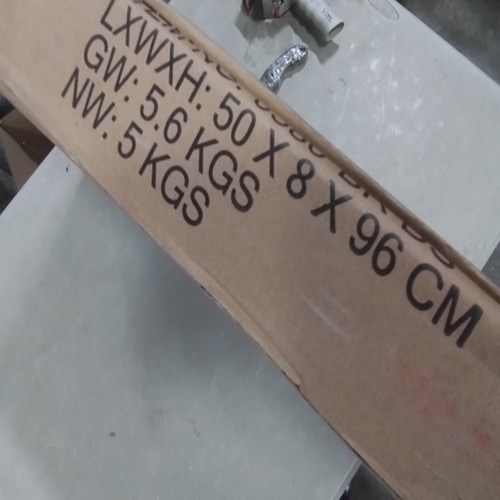 LXWXH: 50 X 8 X 96 CM
GW: 5.6 KGS
NW: 5 KGS